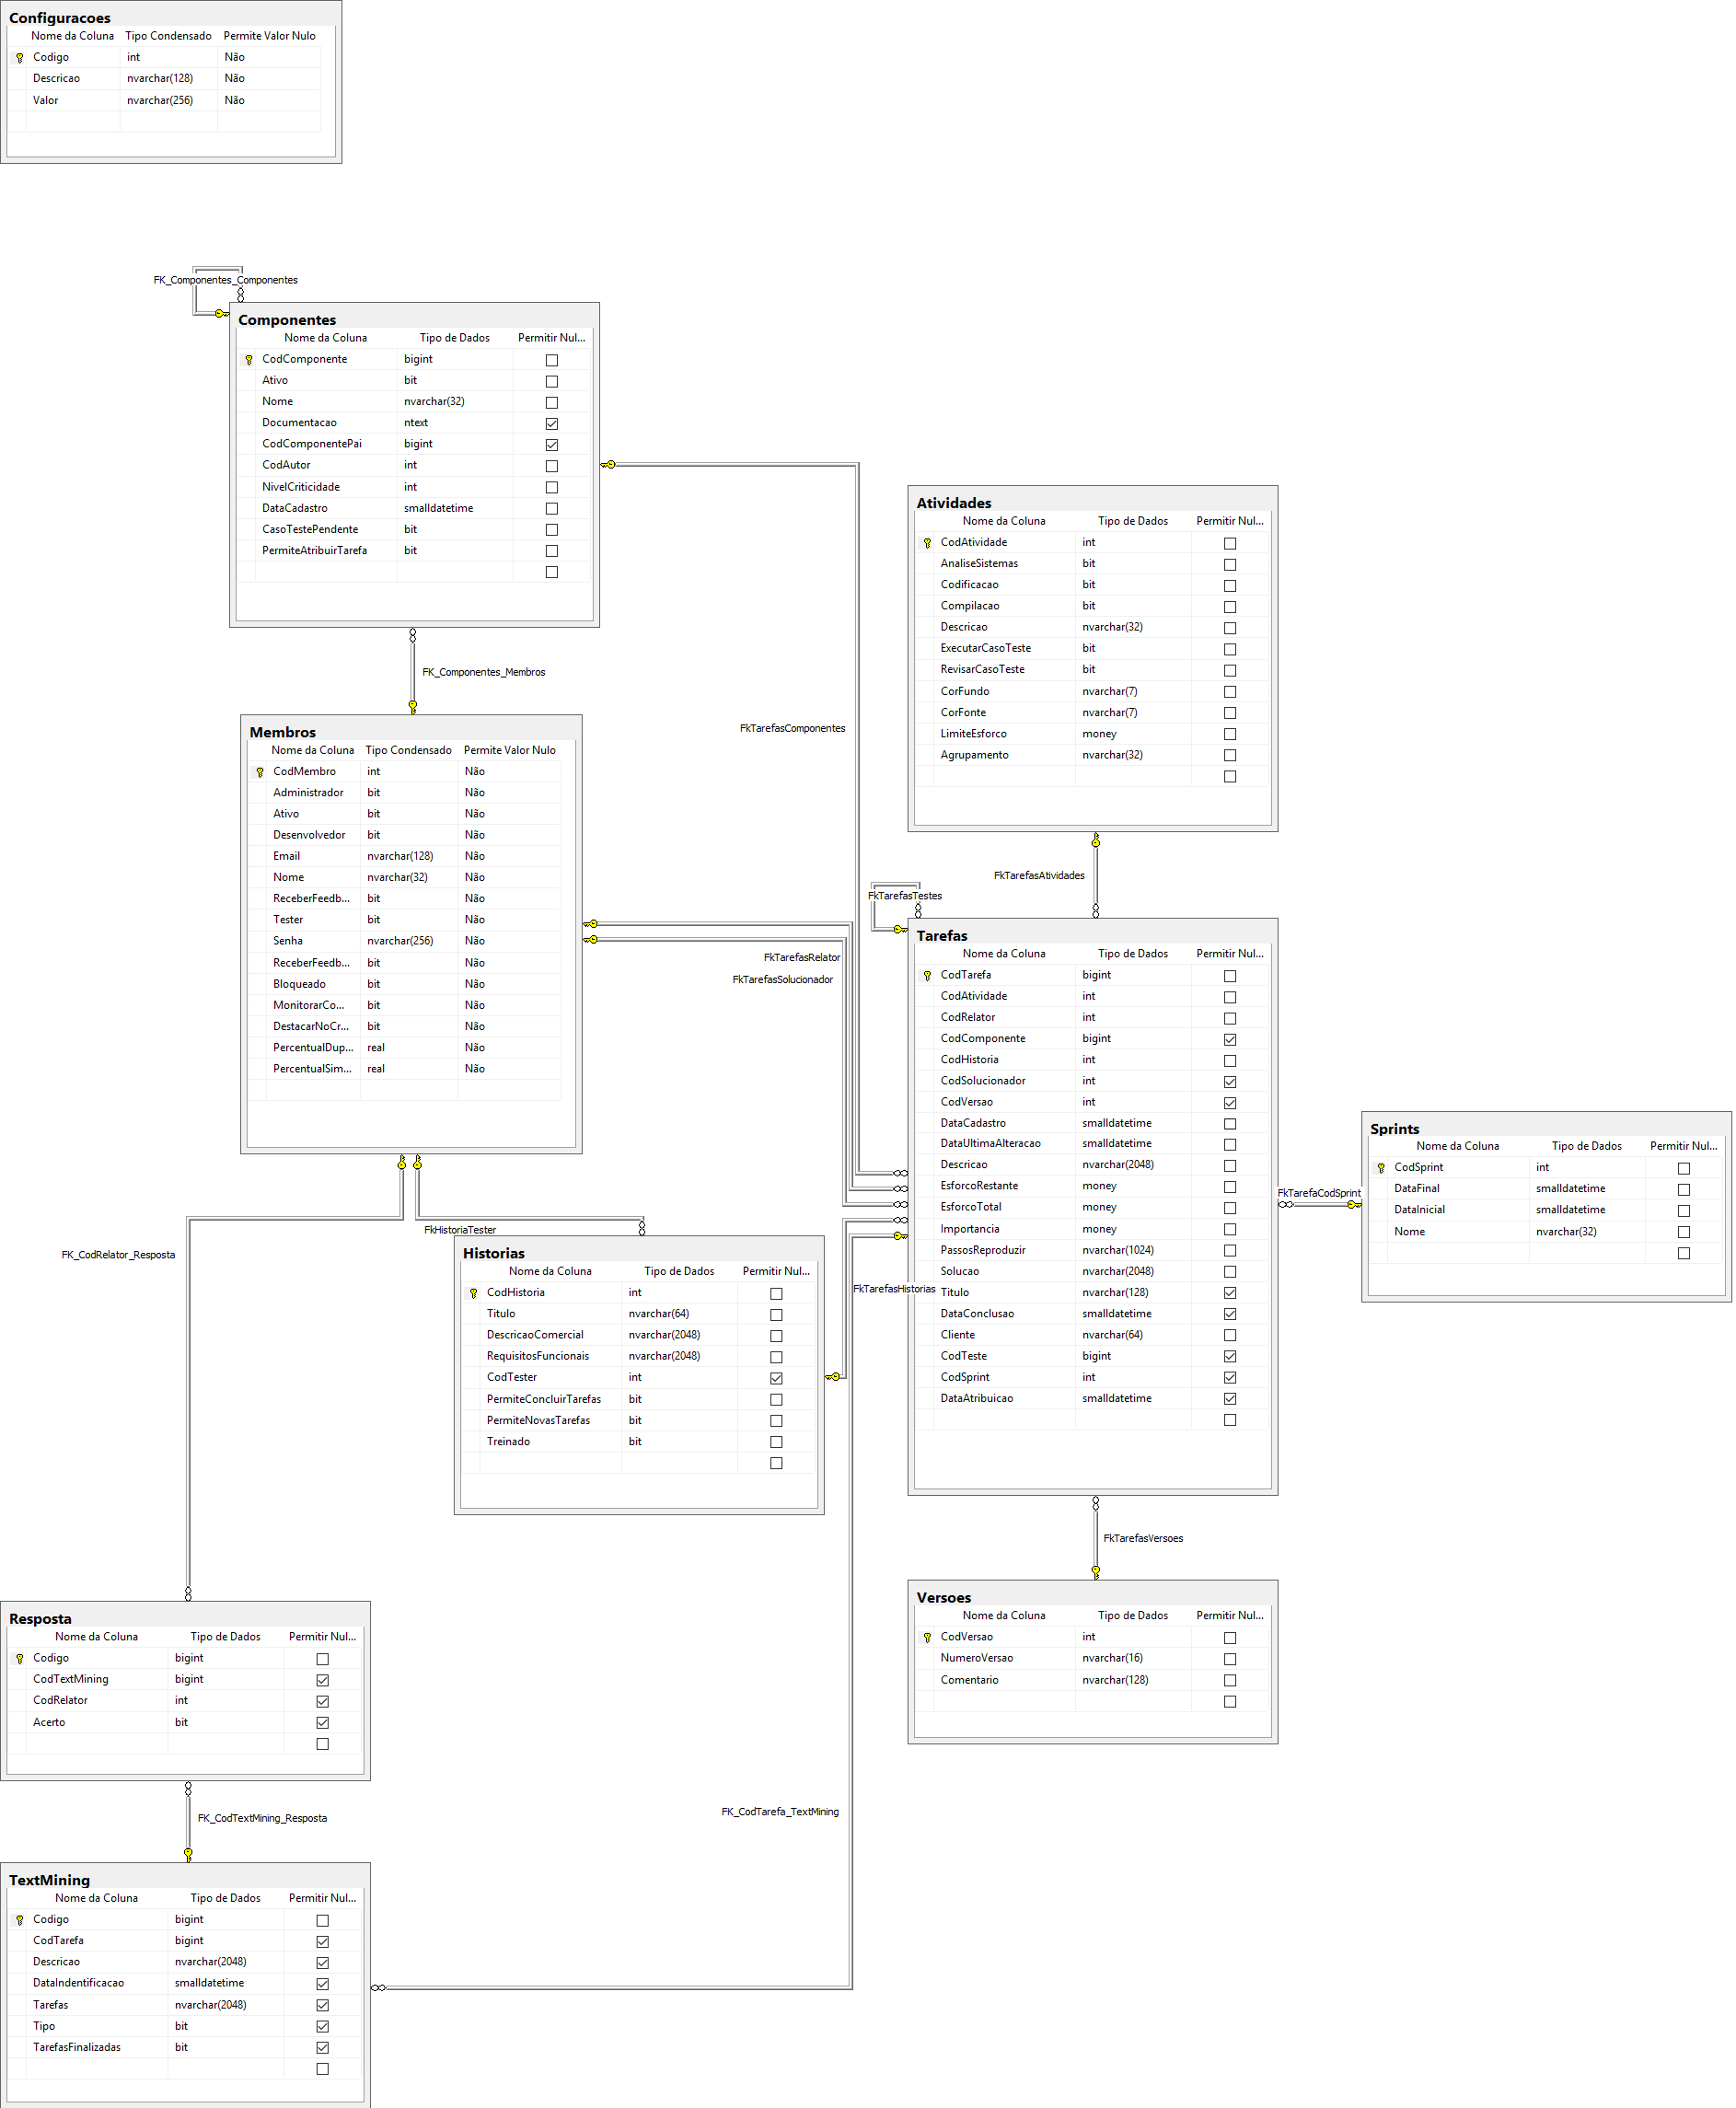 Configuracoes
Nome da Coluna Tipo Condensado Permite Valor Nulo
Codigo int Não
Descricao nvarchar(128) Não
Valor nvarchar(256) Não
FK_Componentes_Componentes
Componentes
Nome da Coluna Tipo de Dados Permitir Nul...
CodComponente bigint
Ativo bit
Nome nvarchar(32)
Documentacao ntext
CodComponentePai bigint
CodAutor int
NivelCriticidade int
DataCadastro smalldatetime
CasoTestePendente bit
PermiteAtribuirTarefa bit
FK_Componentes_Membros
FkTarefasComponentes
Atividades
Nome da Coluna Tipo de Dados Permitir Nul...
CodAtividade int
AnaliseSistemas bit
Codificacao bit
Compilacao bit
Descricao nvarchar(32)
ExecutarCasoTeste bit
RevisarCasoTeste bit
CorFundo nvarchar(7)
CorFonte nvarchar(7)
LimiteEsforco money
Agrupamento nvarchar(32)
FkTarefasAtividades
FkTarefasTestes
Membros
Nome da Coluna Tipo Condensado Permite Valor Nulo
CodMembro int Não
Administrador bit Não
Ativo bit Não
Desenvolvedor bit Não
Email nvarchar(128) Não
Nome nvarchar(32) Não
ReceberFeedb... bit Não
Tester bit Não
Senha nvarchar(256) Não
ReceberFeedb... bit Não
Bloqueado bit Não
MonitorarCo... bit Não
DestacarNoCr... bit Não
PercentualDup... real Não
PercentualSim... real Não
FkTarefasRelator
FkTarefasSolucionador
Tarefas
Nome da Coluna Tipo de Dados Permitir Nul...
CodTarefa bigint
CodAtividade int
CodRelator int
CodComponente bigint
CodHistoria int
CodSolucionador int
CodVersao int
DataCadastro smalldatetime
DataUltimaAlteracao smalldatetime
Descricao nvarchar(2048)
EsforcoRestante money
EsforcoTotal money
Importancia money
PassosReproduzir nvarchar(1024)
Solucao nvarchar(2048)
Titulo nvarchar(128)
DataConclusao smalldatetime
Cliente nvarchar(64)
CodTeste bigint
CodSprint int
DataAtribuicao smalldatetime
FkTarefaCodSprint
Sprints
Nome da Coluna Tipo de Dados Permitir Nul...
CodSprint int
DataFinal smalldatetime
DataInicial smalldatetime
Nome nvarchar(32)
FK_CodRelator_Resposta
FkHistoriaTester
FkTarefasHistorias
Historias
Nome da Coluna Tipo de Dados Permitir Nul...
CodHistoria int
Titulo nvarchar(64)
DescricaoComercial nvarchar(2048)
RequisitosFuncionais nvarchar(2048)
CodTester int
PermiteConcluirTarefas bit
PermiteNovasTarefas bit
Treinado bit
FkTarefasVersoes
Versoes
Nome da Coluna Tipo de Dados Permitir Nul...
CodVersao int
NumeroVersao nvarchar(16)
Comentario nvarchar(128)
Resposta
Nome da Coluna Tipo de Dados Permitir Nul...
Codigo bigint
CodTextMining bigint
CodRelator int
Acerto bit
FK_CodTextMining_Resposta
FK_CodTarefa_TextMining
TextMining
Nome da Coluna Tipo de Dados Permitir Nul...
Codigo bigint
CodTarefa bigint
Descricao nvarchar(2048)
DataIndentificacao smalldatetime
Tarefas nvarchar(2048)
Tipo bit
TarefasFinalizadas bit